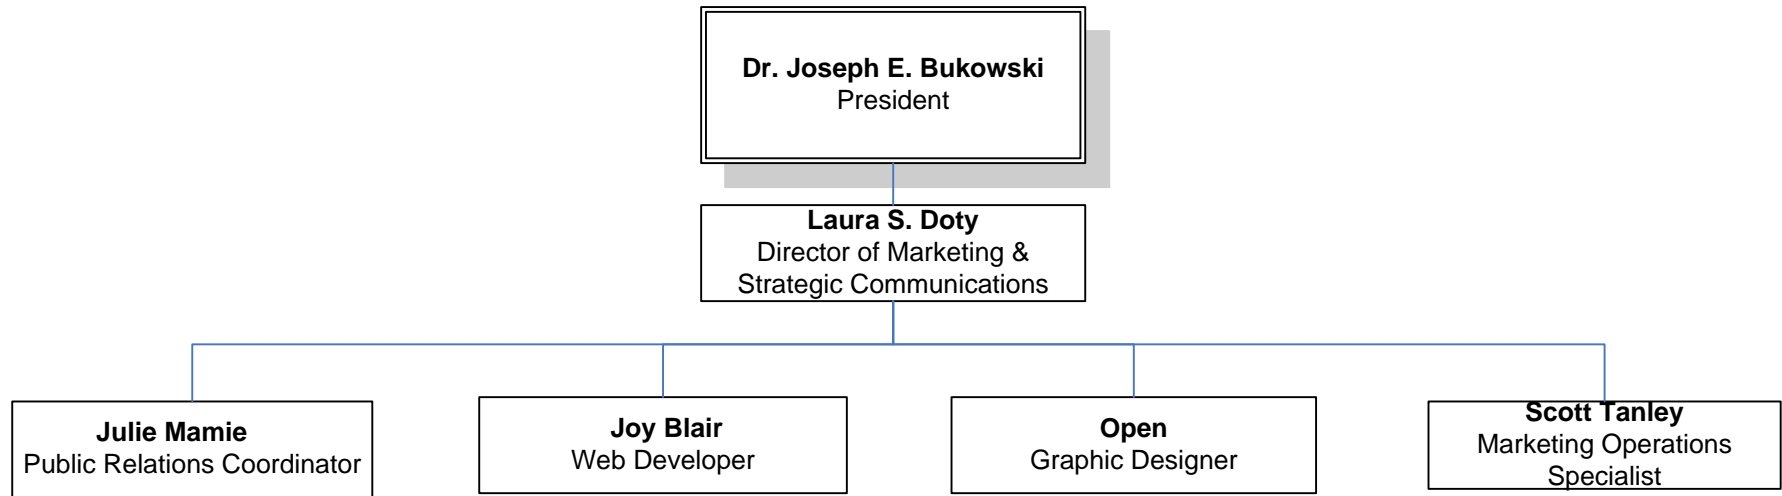 Dr. Joseph E. Bukowski
President
Laura S. Doty
Director of Marketing &
Strategic Communications
Julie Mamie
Public Relations Coordinator
Joy Blair
Web Developer
Open
Graphic Designer
Scott Tanley
Marketing Operations
Specialist